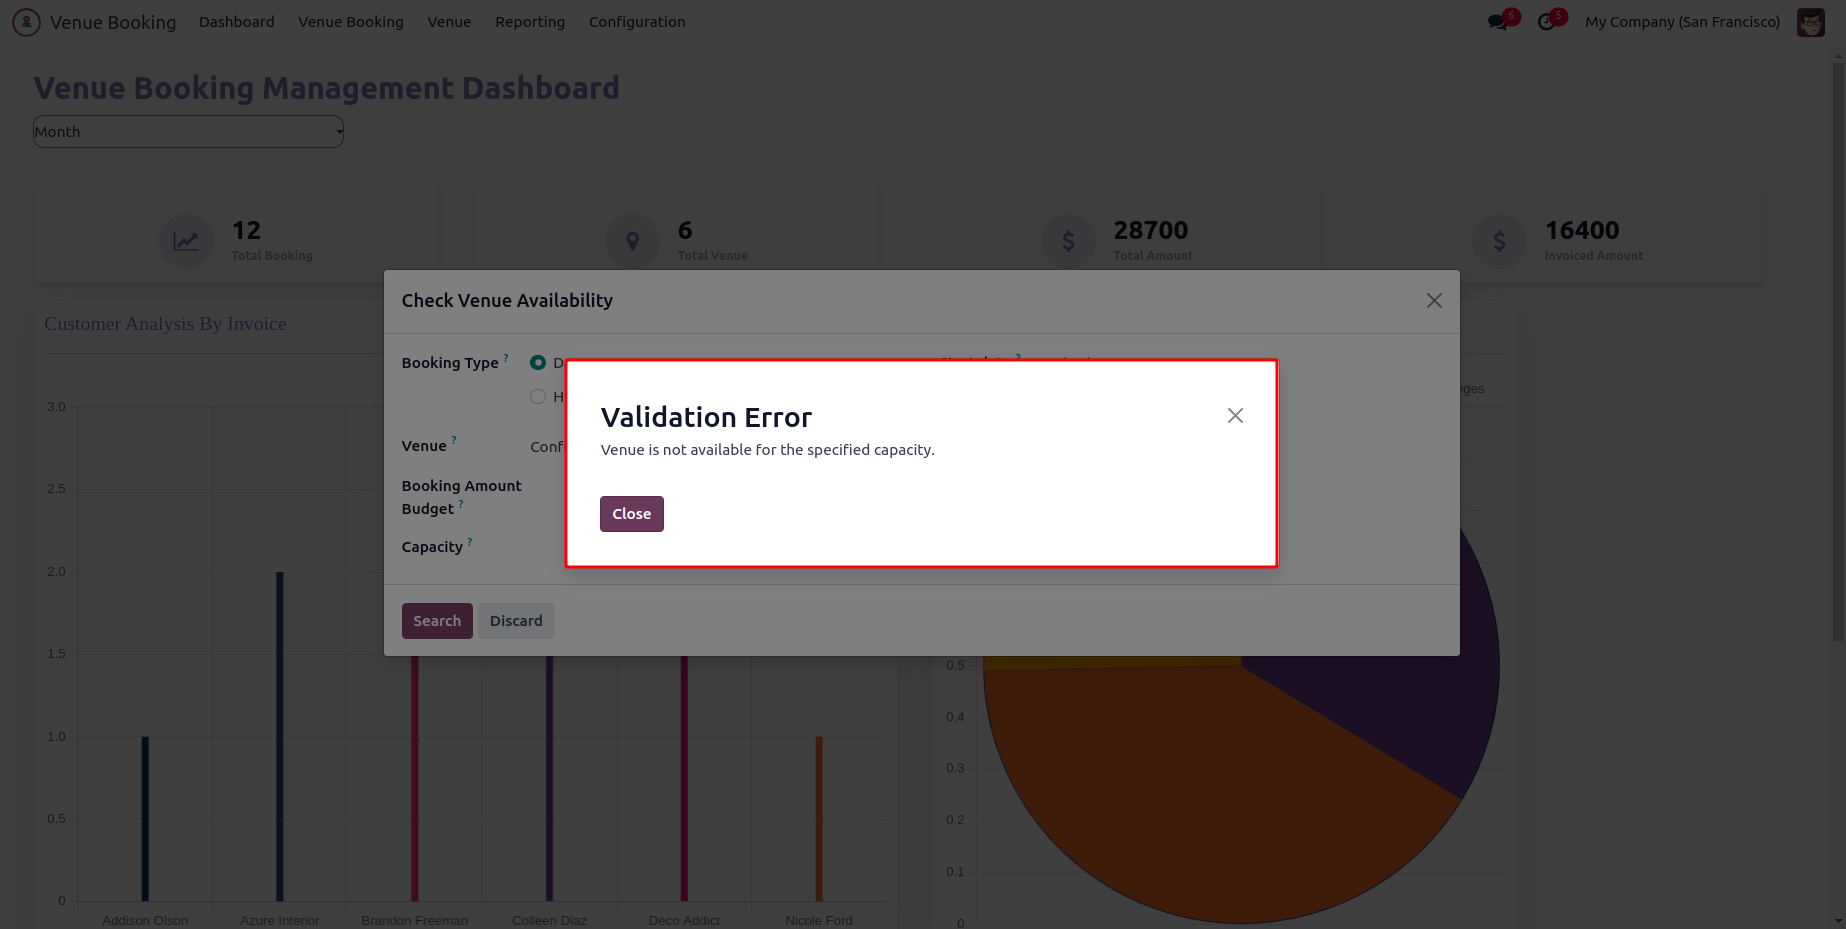 Venue Booking Dashboard Venue Booking Venue Reporting Configuration 6 5 My Company (San Francisco)
Venue Booking Management Dashboard
Month
12
Total Booking
6
Total Venue
28700
Total Amount
16400
Invoiced Amount
Check Venue Availability
Customer Analysis By Invoice
Booking Type ?
Venue ?
Booking Amount
Budget ?
Capacity ?
Validation Error
Venue is not available for the specified capacity.
Close
Search Discard
3.0
2.5
2.0
1.5
1.0
0.5
0
Addison Olson Azure Interior Brandon Freeman Colleen Diaz Deco Addict Nicole Ford
0.5
0.4
0.3
0.2
0.1
0